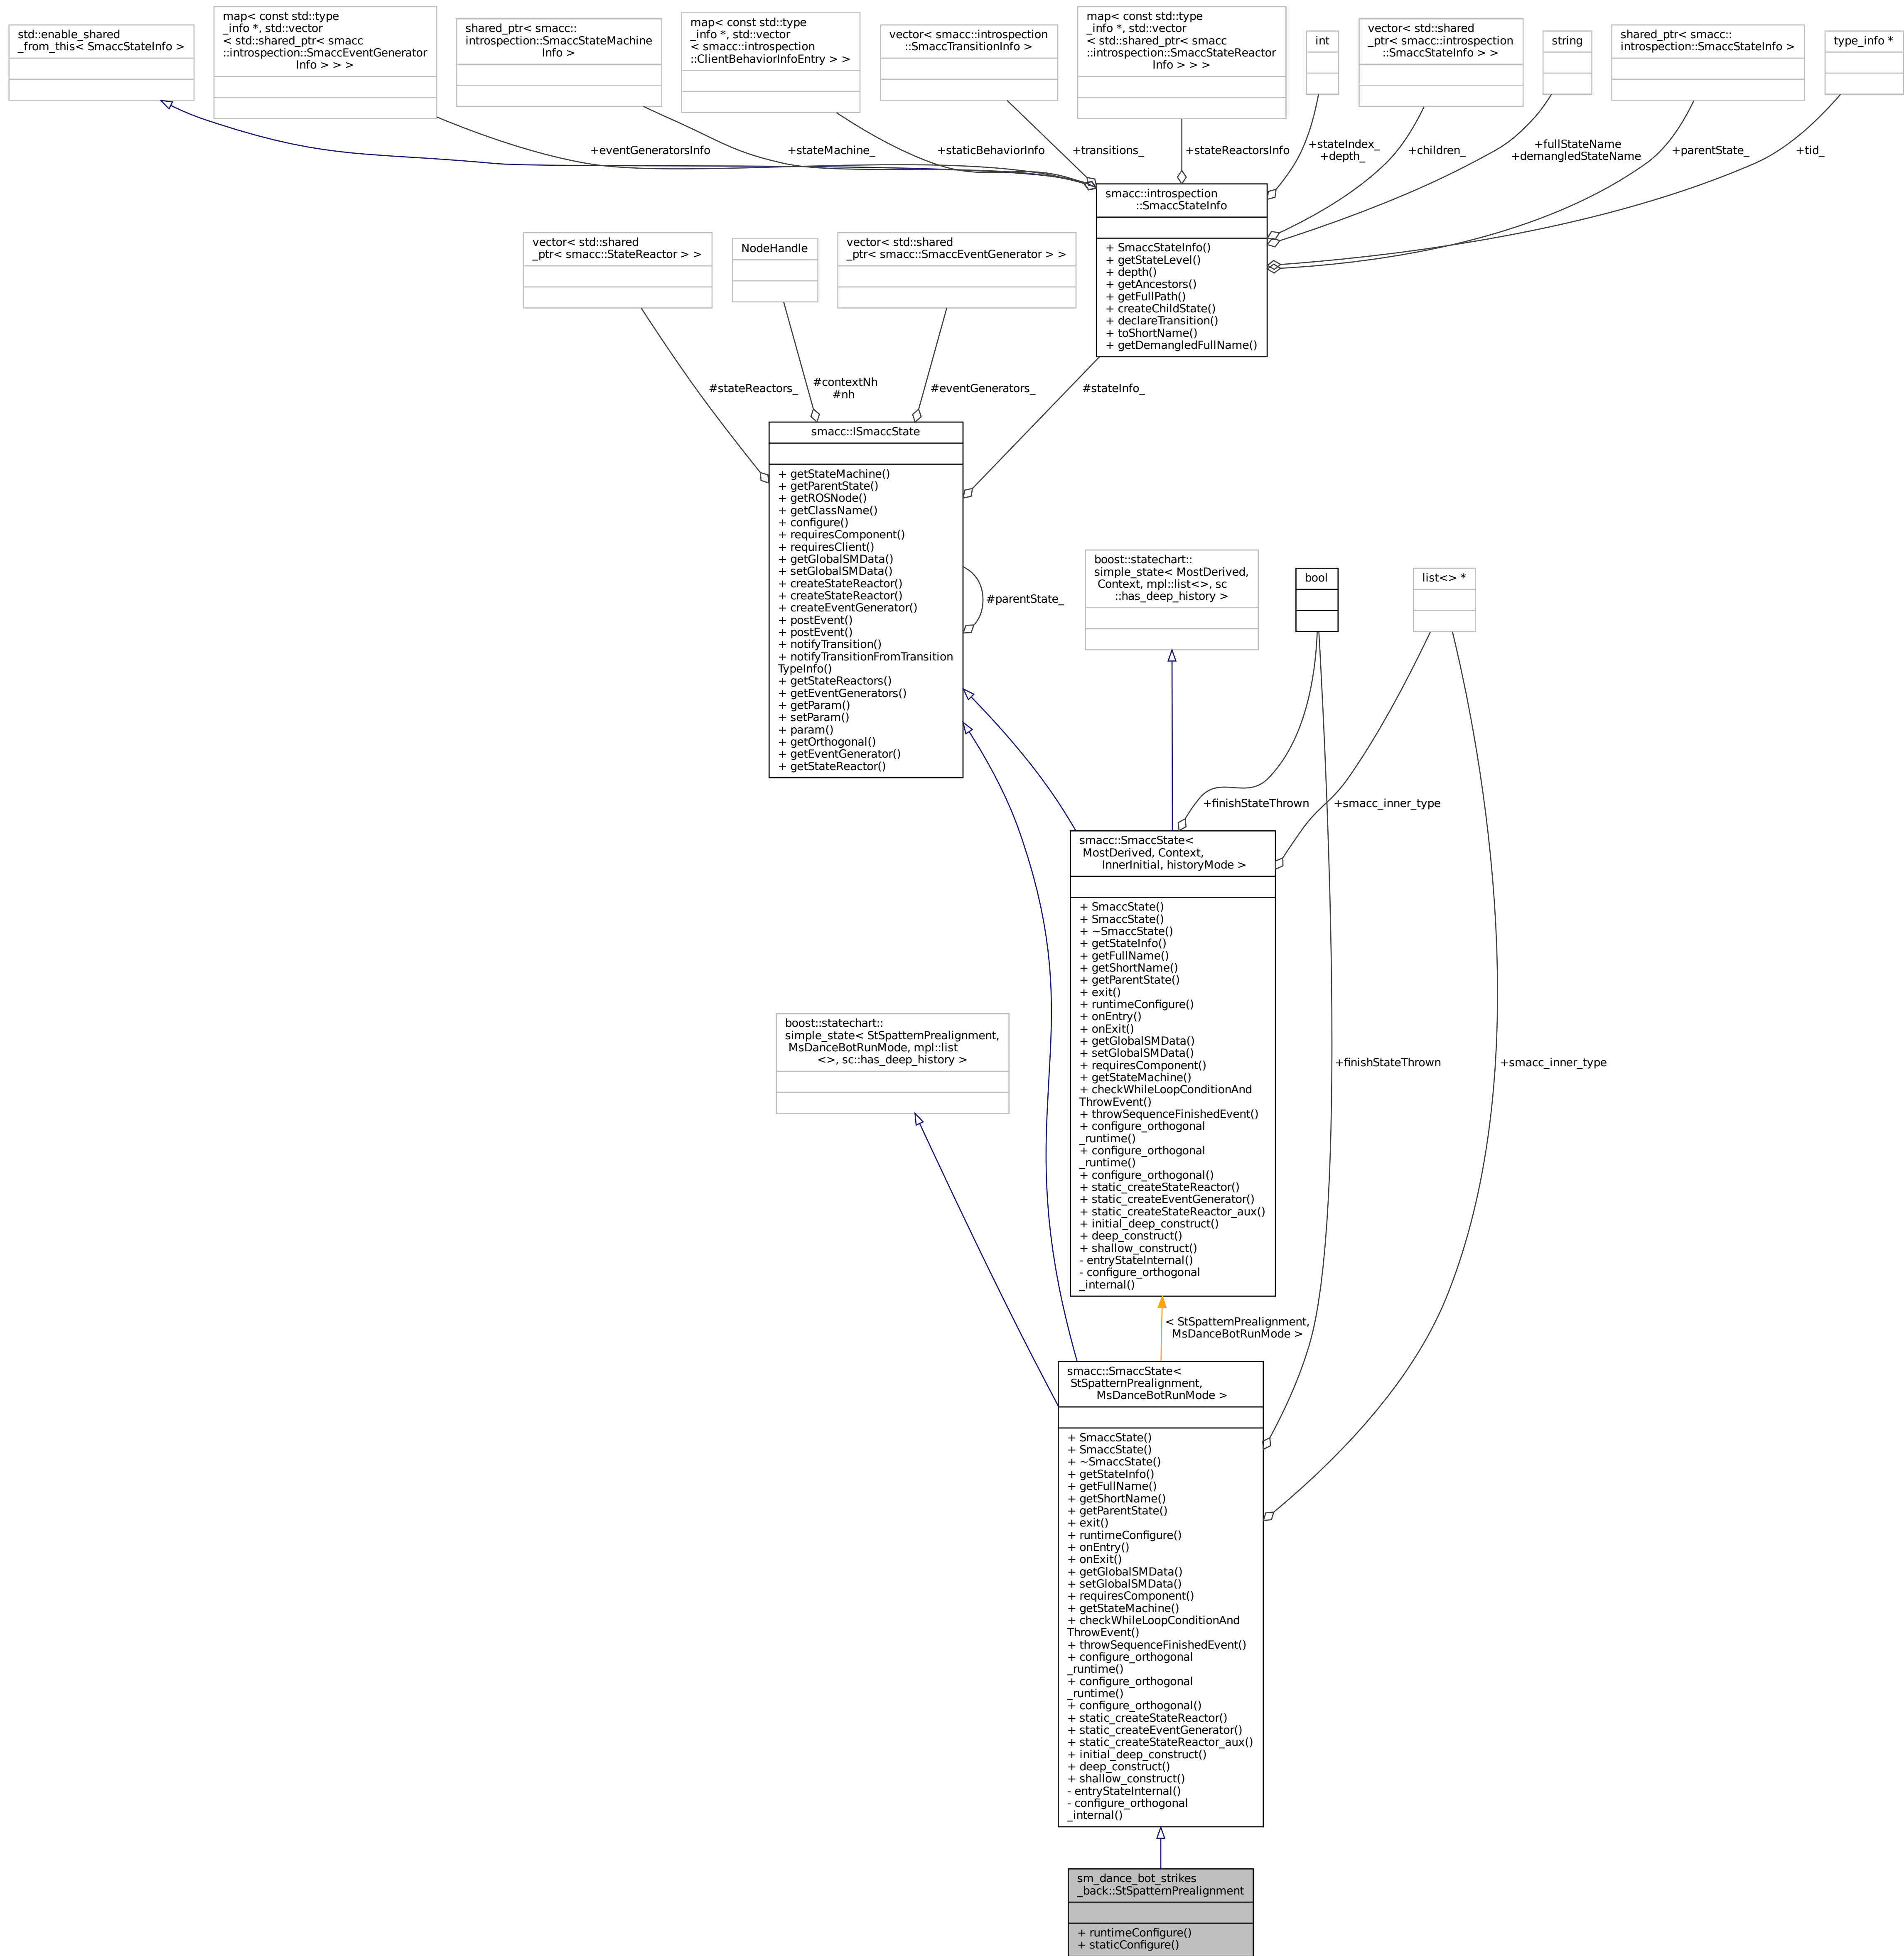 std::enable_shared
_from_this< SmaccStateInfo >
map< const std::type
_info *, std::vector
< std::shared_ptr< smacc
::introspection::SmaccEventGenerator
Info > > >
shared_ptr< smacc::
introspection::SmaccStateMachine
Info >
map< const std::type
_info *, std::vector
< smacc::introspection
::ClientBehaviorInfoEntry > >
vector< smacc::introspection
::SmaccTransitionInfo >
map< const std::type
_info *, std::vector
< std::shared_ptr< smacc
::introspection::SmaccStateReactor
Info > > >
int
vector< std::shared
_ptr< smacc::introspection
::SmaccStateInfo > >
string
shared_ptr< smacc::
introspection::SmaccStateInfo >
type_info *
+eventGeneratorsInfo
+stateMachine_
+staticBehaviorInfo
+transitions_
+stateReactorsInfo
+stateIndex_
+depth_
+children_
+fullStateName
+demangledStateName
+parentState_
+tid_
smacc::introspection
::SmaccStateInfo
+ SmaccStateInfo()
+ getStateLevel()
+ depth()
+ getAncestors()
+ getFullPath()
+ createChildState()
+ declareTransition()
+ toShortName()
+ getDemangledFullName()
vector< std::shared
_ptr< smacc::StateReactor > >
NodeHandle
vector< std::shared
_ptr< smacc::SmaccEventGenerator > >
#stateReactors_
#contextNh
#nh
#eventGenerators_
#stateInfo_
smacc::ISmaccState
+ getStateMachine()
+ getParentState()
+ getROSNode()
+ getClassName()
+ configure()
+ requiresComponent()
+ requiresClient()
+ getGlobalSMData()
+ setGlobalSMData()
+ createStateReactor()
+ createStateReactor()
+ createEventGenerator()
+ postEvent()
+ postEvent()
+ notifyTransition()
+ notifyTransitionFromTransition
TypeInfo()
+ getStateReactors()
+ getEventGenerators()
+ getParam()
+ setParam()
+ param()
+ getOrthogonal()
+ getEventGenerator()
+ getStateReactor()
#parentState_
boost::statechart::
simple_state< MostDerived,
Context, mpl::list<>, sc
::has_deep_history >
bool
list<> *
+finishStateThrown
+smacc_inner_type
smacc::SmaccState<
MostDerived, Context,
InnerInitial, historyMode >
+ SmaccState()
+ SmaccState()
+ ~SmaccState()
+ getStateInfo()
+ getFullName()
+ getShortName()
+ getParentState()
+ exit()
+ runtimeConfigure()
+ onEntry()
+ onExit()
+ getGlobalSMData()
+ setGlobalSMData()
+ requiresComponent()
+ getStateMachine()
+ checkWhileLoopConditionAnd
ThrowEvent()
+ throwSequenceFinishedEvent()
+ configure_orthogonal
_runtime()
+ configure_orthogonal
_runtime()
+ configure_orthogonal()
+ static_createStateReactor()
+ static_createEventGenerator()
+ static_createStateReactor_aux()
+ initial_deep_construct()
+ deep_construct()
+ shallow_construct()
- entryStateInternal()
- configure_orthogonal
_internal()
boost::statechart::
simple_state< StSpatternPrealignment,
MsDanceBotRunMode, mpl::list
<>, sc::has_deep_history >
+finishStateThrown
+smacc_inner_type
< StSpatternPrealignment,
MsDanceBotRunMode >
smacc::SmaccState<
StSpatternPrealignment,
MsDanceBotRunMode >
+ SmaccState()
+ SmaccState()
+ ~SmaccState()
+ getStateInfo()
+ getFullName()
+ getShortName()
+ getParentState()
+ exit()
+ runtimeConfigure()
+ onEntry()
+ onExit()
+ getGlobalSMData()
+ setGlobalSMData()
+ requiresComponent()
+ getStateMachine()
+ checkWhileLoopConditionAnd
ThrowEvent()
+ throwSequenceFinishedEvent()
+ configure_orthogonal
_runtime()
+ configure_orthogonal
_runtime()
+ configure_orthogonal()
+ static_createStateReactor()
+ static_createEventGenerator()
+ static_createStateReactor_aux()
+ initial_deep_construct()
+ deep_construct()
+ shallow_construct()
- entryStateInternal()
- configure_orthogonal
_internal()
sm_dance_bot_strikes
_back::StSpatternPrealignment
+ runtimeConfigure()
+ staticConfigure()